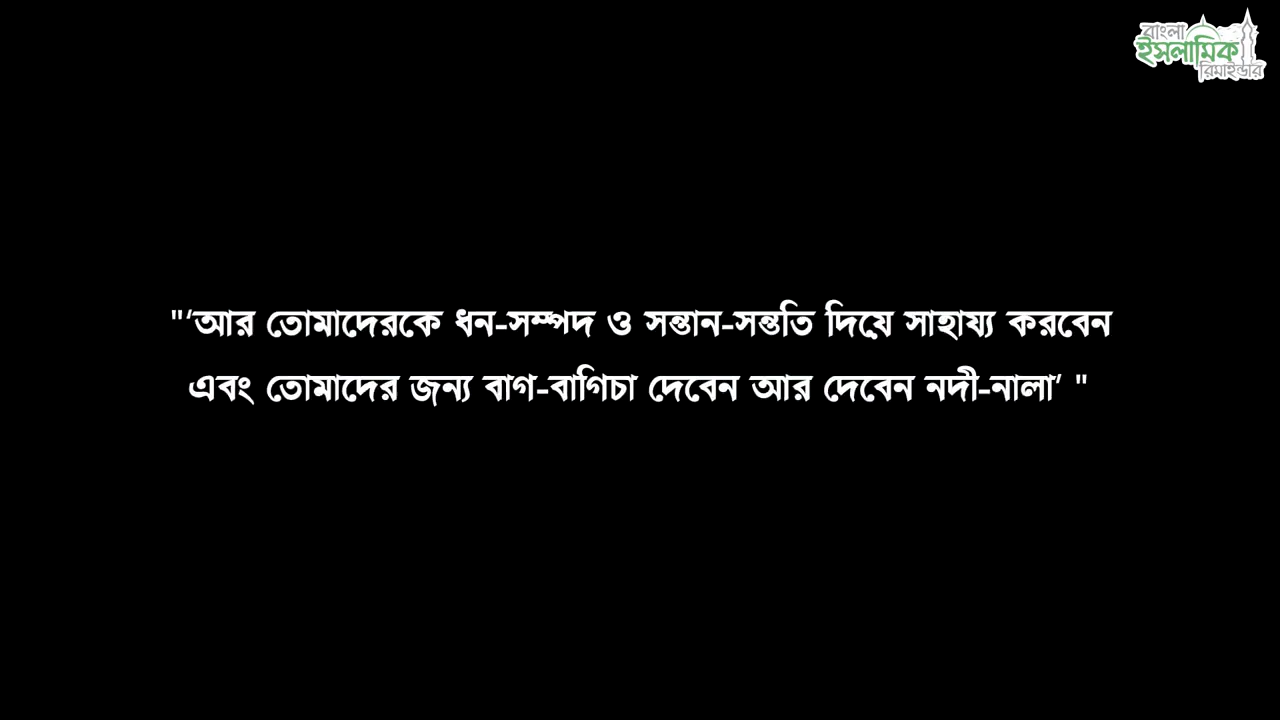 বাংলা
ইসলামিক
রিমাইন্ডার
"‘আর তোমাদেরকে ধন-সম্পদ ও সন্তান-সন্ততি দিয়ে সাহায্য করবেন
এবং তোমাদের জন্য বাগ-বাগিচা দেবেন আর দেবেন নদী-নালা’ "